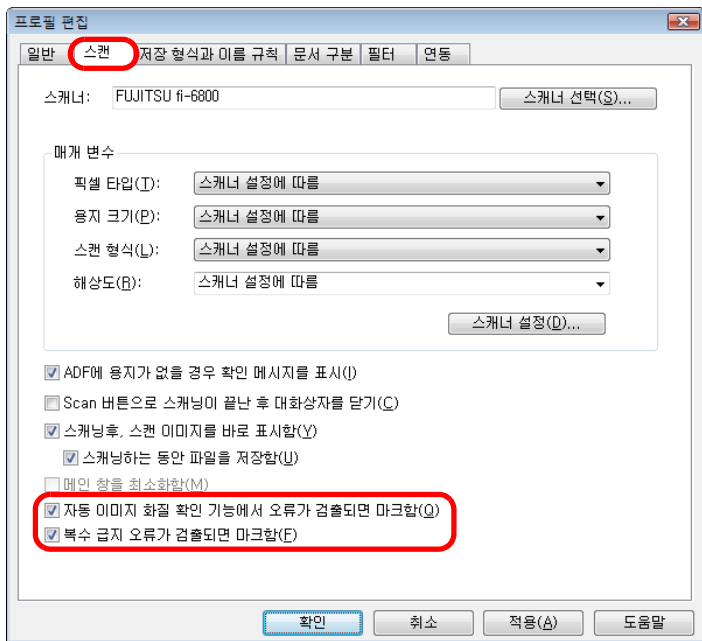 프로필 편집
일반 스캔 저장 형식과 이름 규칙 문서 구분 필터 연동
스캐너: FUJITSU fi-6800 스캐너 선택(S)...
매개 변수
픽셀 타입(T): 스캐너 설정에 따름
용지 크기(P): 스캐너 설정에 따름
스캔 형식(L): 스캐너 설정에 따름
해상도(R): 스캐너 설정에 따름
스캐너 설정(D)...
ADF에 용지가 없을 경우 확인 메시지를 표시(I)
Scan 버튼으로 스캐닝이 끝난 후 대화상자를 닫기(C)
스캐닝후, 스캔 이미지를 바로 표시함(Y)
스캐닝하는 동안 파일을 저장함(U)
메인 창을 최소화함(M)
자동 이미지 화질 확인 기능에서 오류가 검출되면 마크함(Q)
복수 급지 오류가 검출되면 마크함(F)
확인 취소 적용(A) 도움말